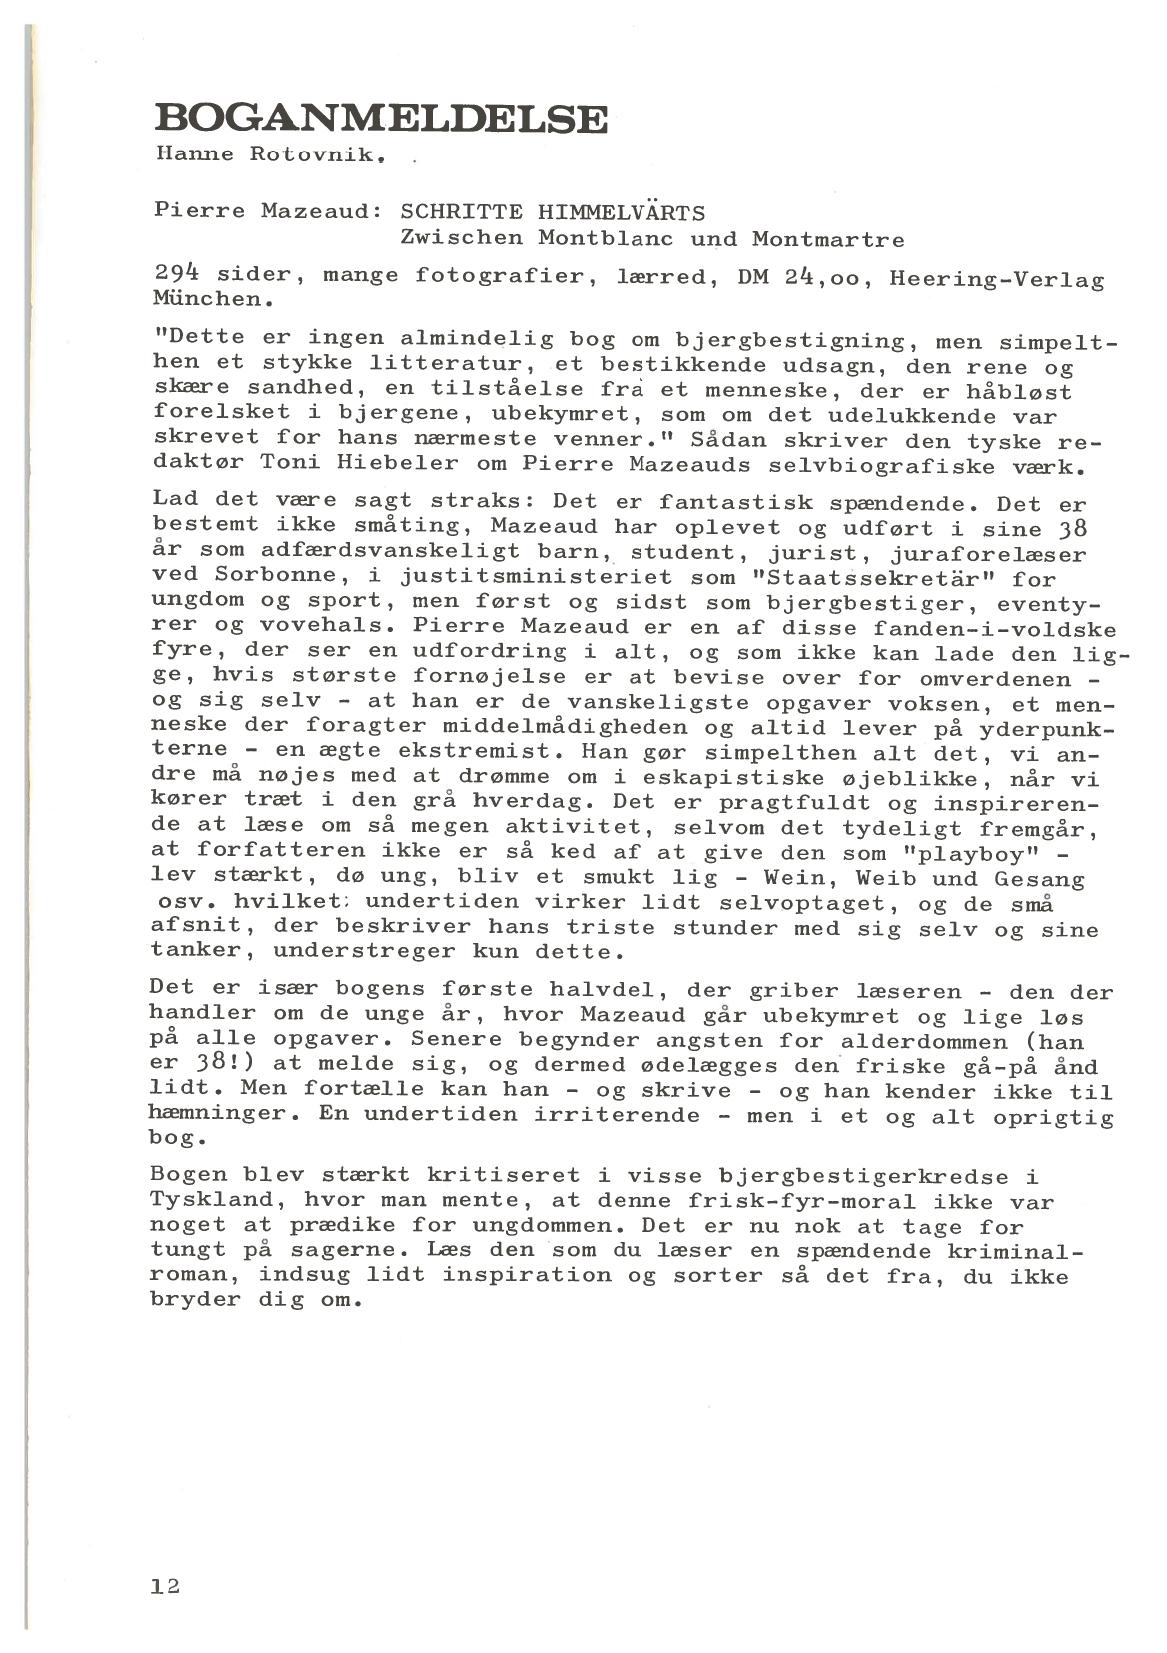 BOGANMELDELSE
Hanne Rotovnik.
Pierre Mazeaud: SCHRITTE HIMMELVÄRTS
Zwischen Montblanc und Montmartre
294 sider, mange fotografier, lærred, DM 24,oo, Heering-Verlag
München.
"Dette er ingen almindelig bog om bjergbestigning, men simpelt-
hen et stykke litteratur, et bestikkende udsagn, den rene og
skære sandhed, en tilståelse fra et menneske, der er håbløst
forelsket i bjergene, ubekymret, som om det udelukkende var
skrevet for hans nærmeste venner." Sådan skriver den tyske re-
daktør Toni Hiebeler om Pierre Mazeauds selvbiografiske værk.
Lad det være sagt straks: Det er fantastisk spændende. Det er
bestemt ikke småting, Mazeaud har oplevet og udført i sine 38
år som adfærdsvanskeligt barn, student, jurist, juraforelæser
ved Sorbonne, i justitsministeriet som "Staatssekretär" for
ungdom og sport, men først og sidst som bjergbestiger, eventy-
rer og vovehals. Pierre Mazeaud er en af disse fanden-i-voldske
fyre, der ser en udfordring i alt, og som ikke kan lade den lig-
ge, hvis største fornøjelse er at bevise over for omverdenen -
og sig selv - at han er de vanskeligste opgaver voksen, et men-
neske der foragter middelmådigheden og altid lever på yderpunk-
terne - en ægte ekstremist. Han gør simpelthen alt det, vi an-
dre må nøjes med at drømme om i eskapistiske øjeblikke, når vi
kører træt i den grå hverdag. Det er pragtfuldt og inspireren-
de at læse om så megen aktivitet, selvom det tydeligt fremgår,
at forfatteren ikke er så ked af at give den som "playboy" -
lev stærkt, dø ung, bliv et smukt lig - Wein, Weib und Gesang
osv. hvilket: undertiden virker lidt selvoptaget, og de små
afsnit, der beskriver hans triste stunder med sig selv og sine
tanker, understreger kun dette.
Det er især bogens første halvdel, der griber læseren - den der
handler om de unge år, hvor Mazeaud går ubekymret og lige løs
på alle opgaver. Senere begynder angsten for alderdommen (han
er 38!) at melde sig, og dermed ødelægges den friske gå-på ånd
lidt. Men fortælle kan han - og skrive - og han kender ikke til
hæmninger. En undertiden irriterende - men i et og alt oprigtig
bog.
Bogen blev stærkt kritiseret i visse bjergbestigerkredse i
Tyskland, hvor man mente, at denne frisk-fyr-moral ikke var
noget at prædike for ungdommen. Det er nu nok at tage for
tungt på sagerne. Læs den som du læser en spændende kriminal-
roman, indsug lidt inspiration og sorter så det fra, du ikke
bryder dig om.
12